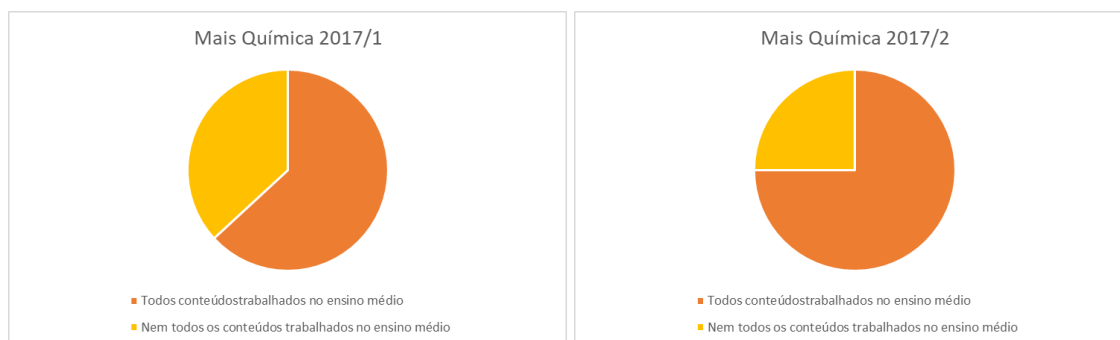 Mais Química 2017/1
Todos conteúdostrabalhados no ensino médio
Nem todos os conteúdos trabalhados no ensino médio
Mais Química 2017/2
Todos conteúdostrabalhados no ensino médio
Nem todos os conteúdos trabalhados no ensino médio